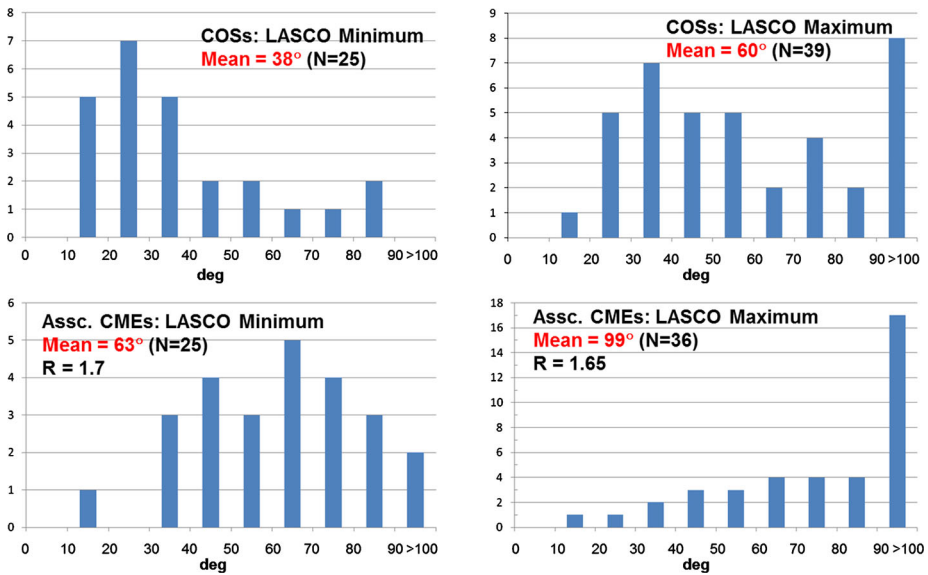 COSs: LASCO Minimum
Mean = 38° (N=25)
8
7
6
5
4
3
2
1
0
0 10 20 30 40 50 60 70 80 90 >100
deg
COSs: LASCO Maximum
Mean = 60° (N=39)
9
8
7
6
5
4
3
2
1
0
0 10 20 30 40 50 60 70 80 90 >100
deg
Assc. CMEs: LASCO Minimum
Mean = 63° (N=25)
R = 1.7
6
5
4
3
2
1
0
0 10 20 30 40 50 60 70 80 90 >100
deg
Assc. CMEs: LASCO Maximum
Mean = 99° (N=36)
R = 1.65
18
16
14
12
10
8
6
4
2
0
0 10 20 30 40 50 60 70 80 90 >100
deg